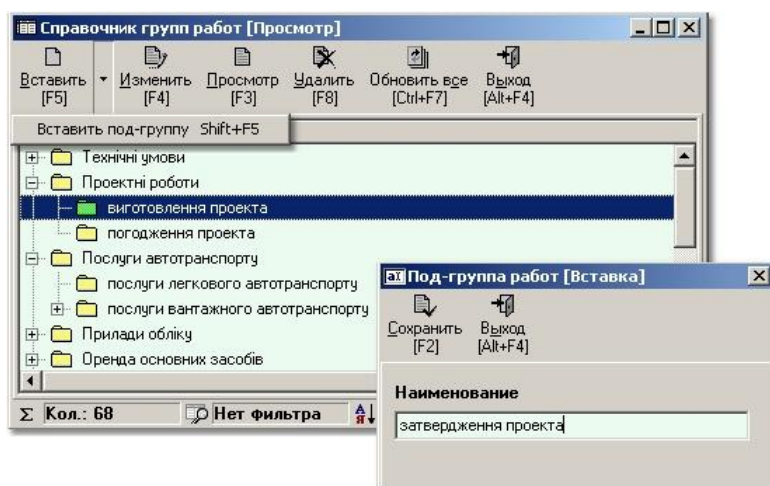 Справочник групп работ [Просмотр]
Вставить Изменить Просмотр Удалить Обновить все Выход
[F5] [F4] [F3] [F8] [Ctrl+F7] [Alt+F4]
Вставить под-группу Shift+F5
Технічні умови
Проектні роботи
виготовлення проекта
погодження проекта
Послуги автотранспорту
послуги легкового автотранспорту
послуги вантажного автотранспорту
Прилади обліку
Оренда основних засобів
Σ Кол.: 68 Нет фильтра
Под-группа работ [Вставка]
Сохранить Выход
[F2] [Alt+F4]
Наименование
затвердження проекта